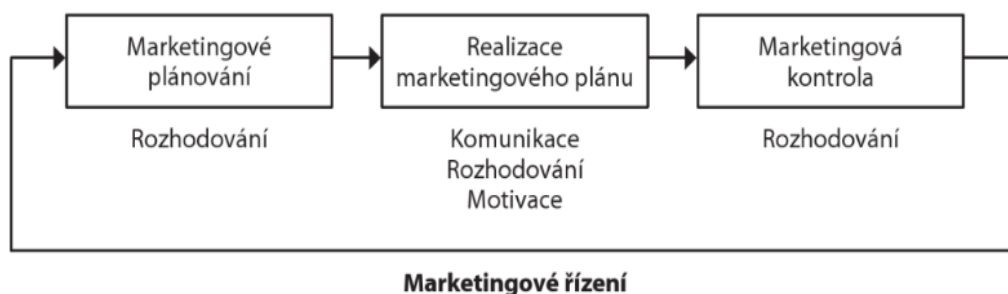 Marketingové
plánování
Realizace
marketingového plánu
Marketingová
kontrola
Rozhodování
Komunikace
Rozhodování
Motivace
Rozhodování
Marketingové řízení